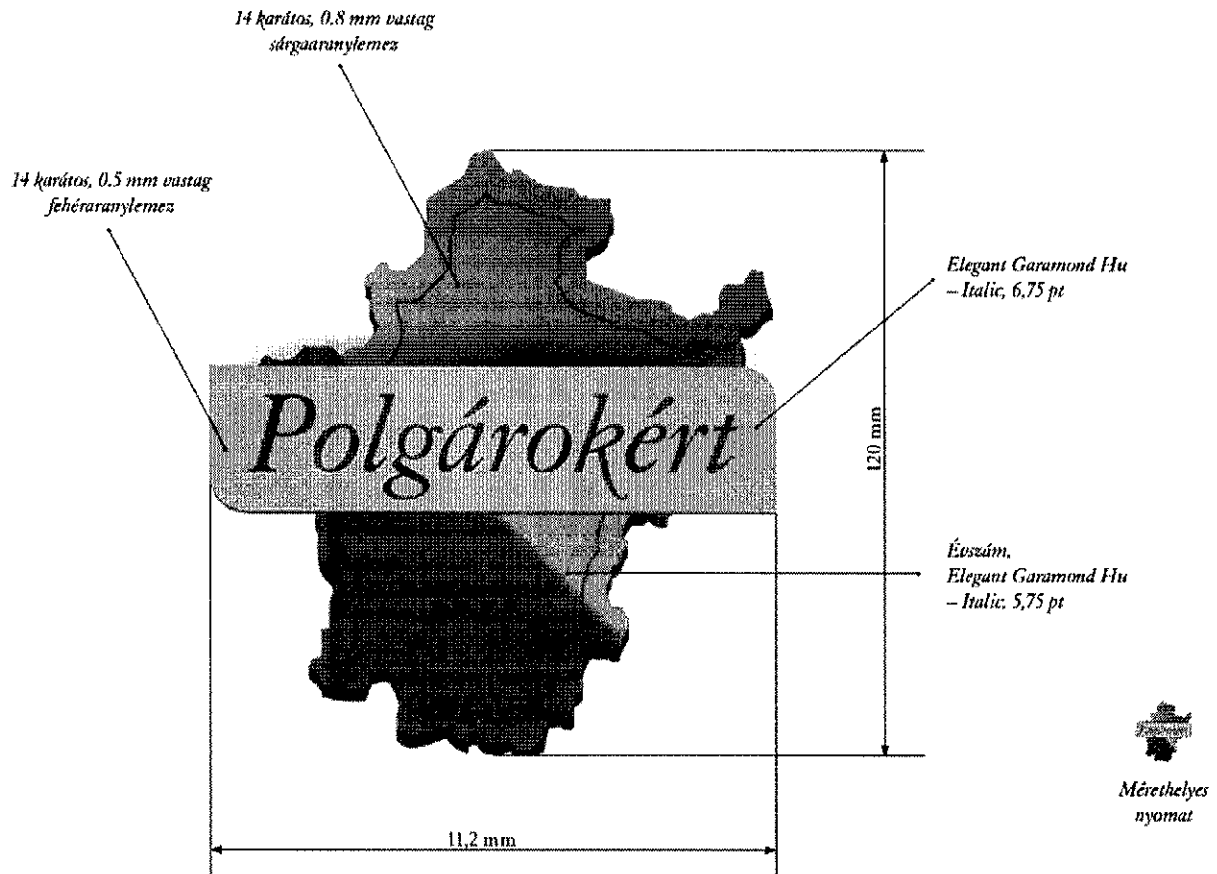 14 karátos, 0.8 mm vastag
sárgaaranylemez
14 karátos, 0.5 mm vastag
fehéraranylemez
Elegant Garamond Hu
– Italic, 6,75 pt
Polgárokért
120 mm
Évszám,
Elegant Garamond Hu
– Italic, 5,75 pt
Mérethelyes
nyomat
11,2 mm